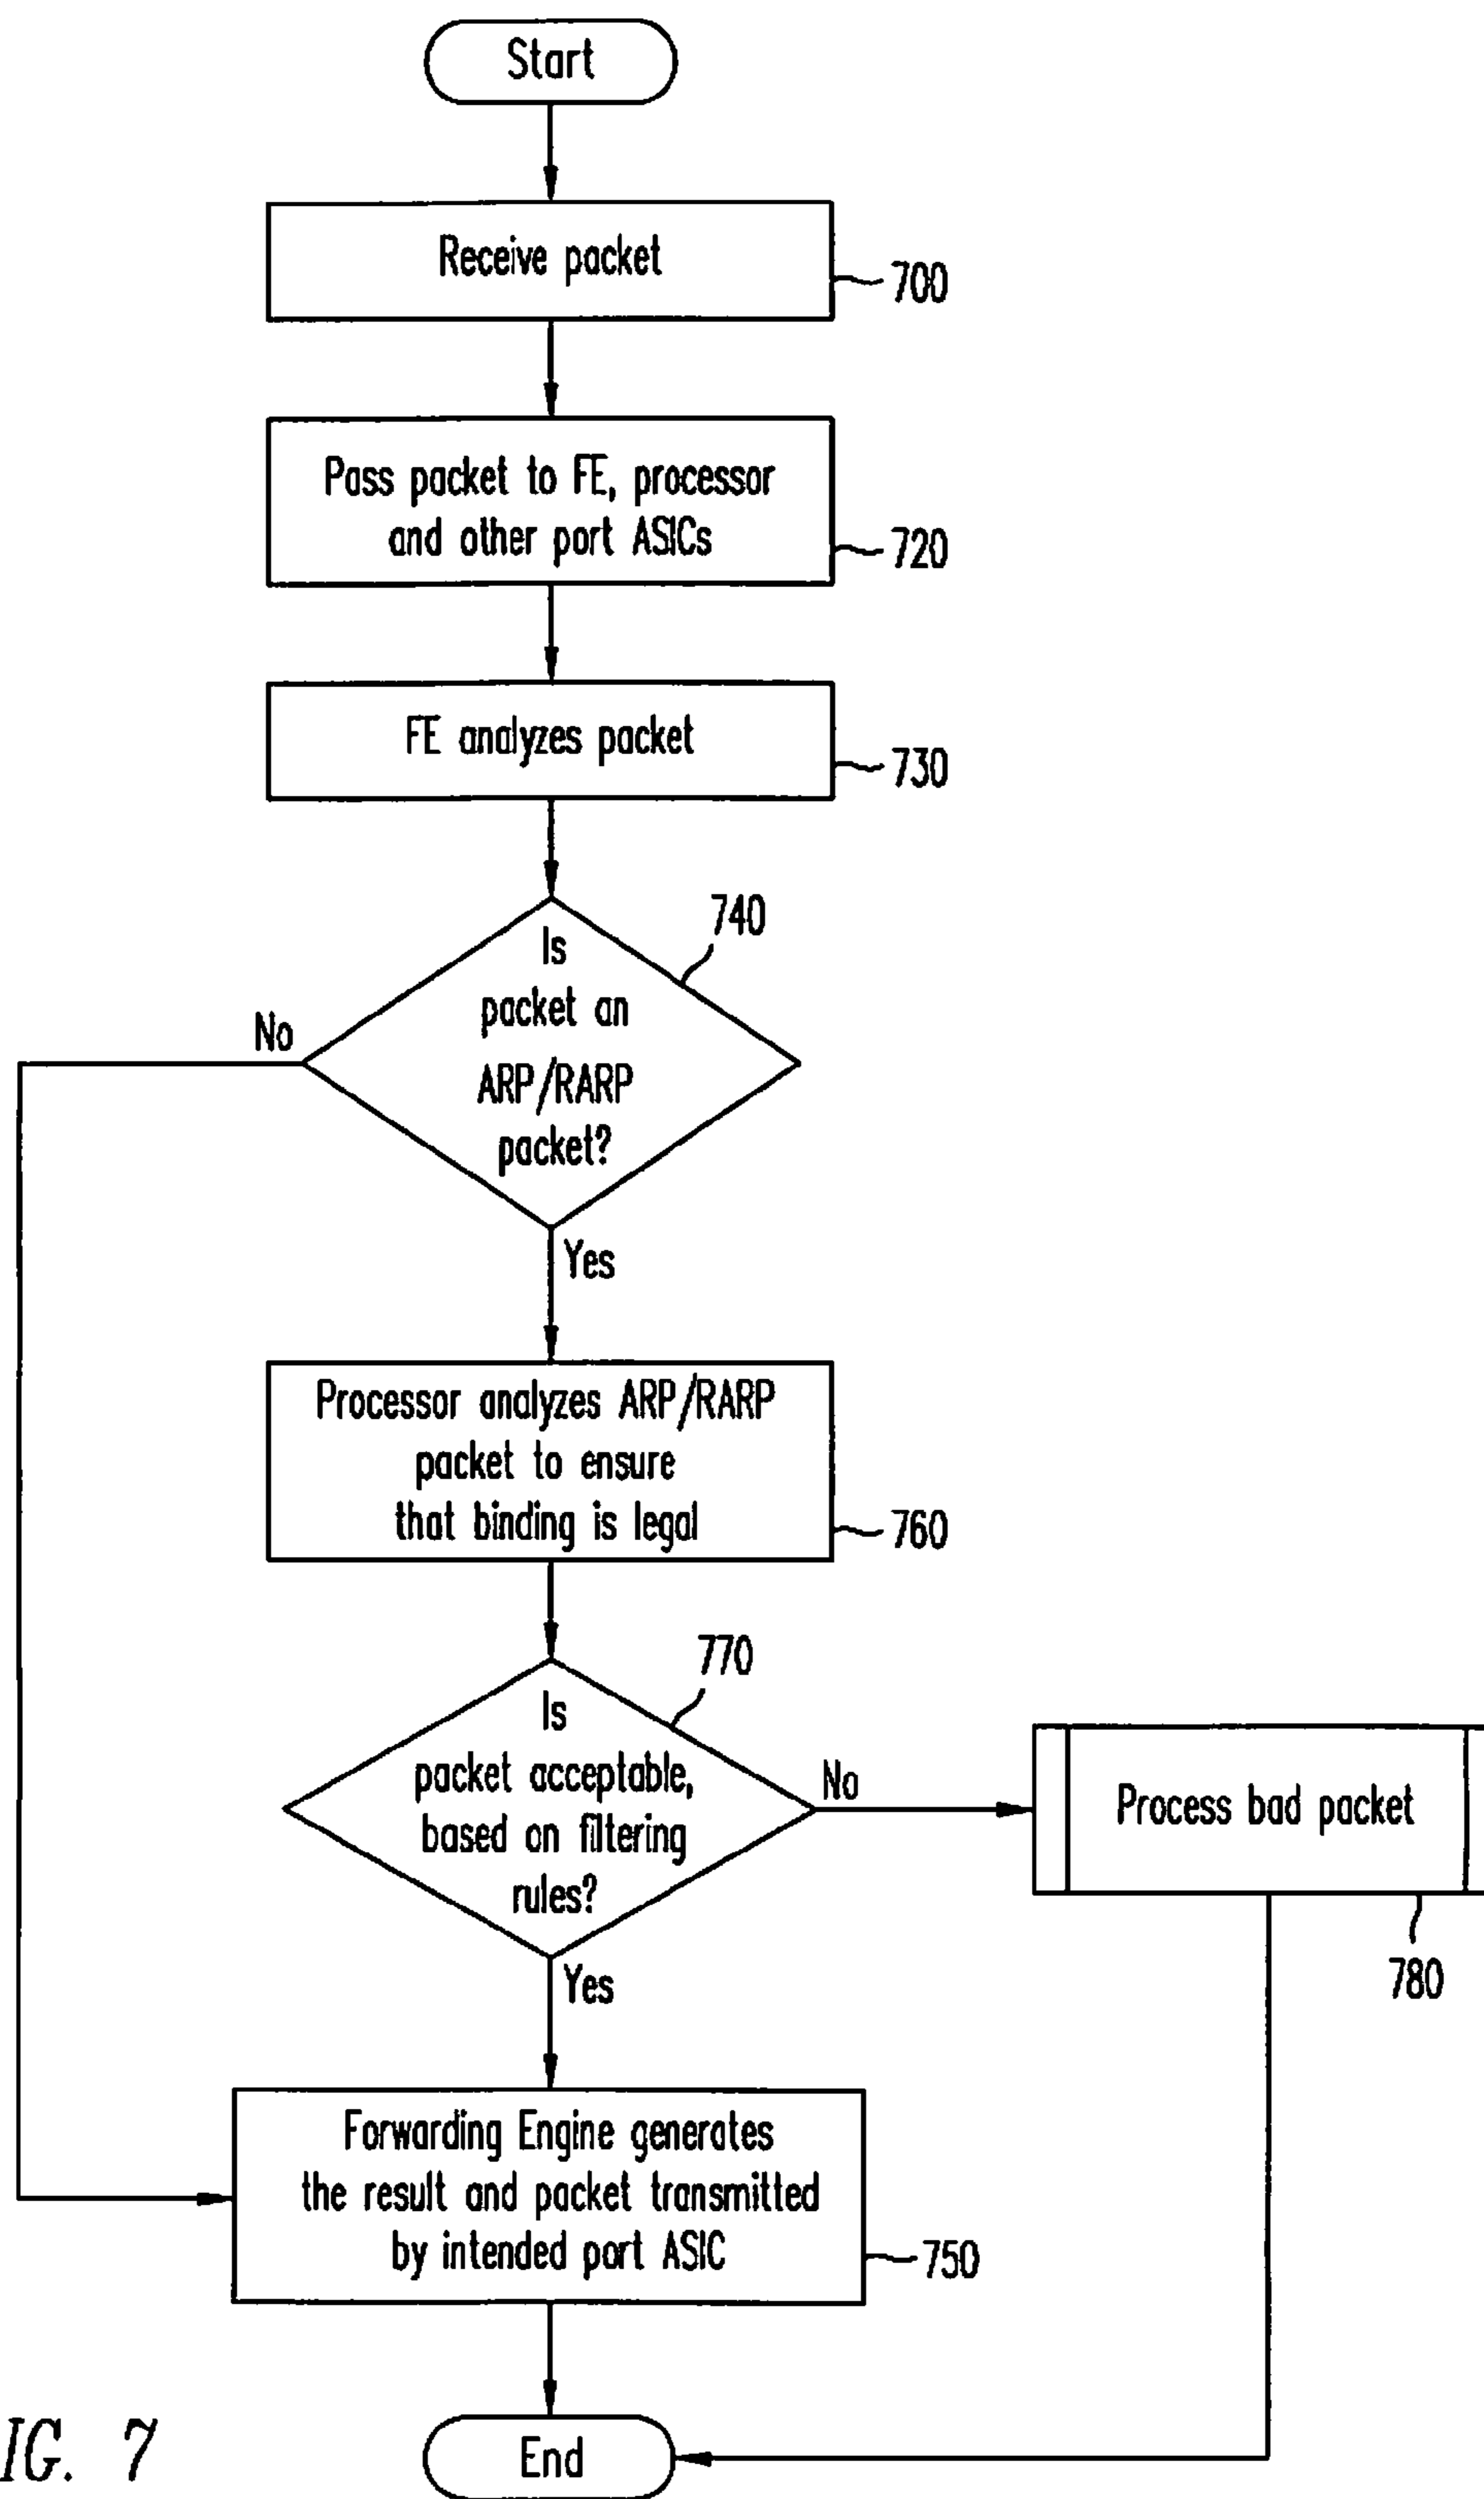 Start
Receive packet
700
Pass packet to FE, processor
and other port ASICs
720
FE analyzes packet
730
740
Is
packet an
ARP/RARP
packet?
No
Yes
Processor analyzes ARP/RARP
packet to ensure
that binding is legal
760
770
Is
packet acceptable,
based on filtering
rules?
No
Process bad packet
780
Yes
Forwarding Engine generates
the result and packet transmitted
by intended port ASIC
750
End
IG. 7